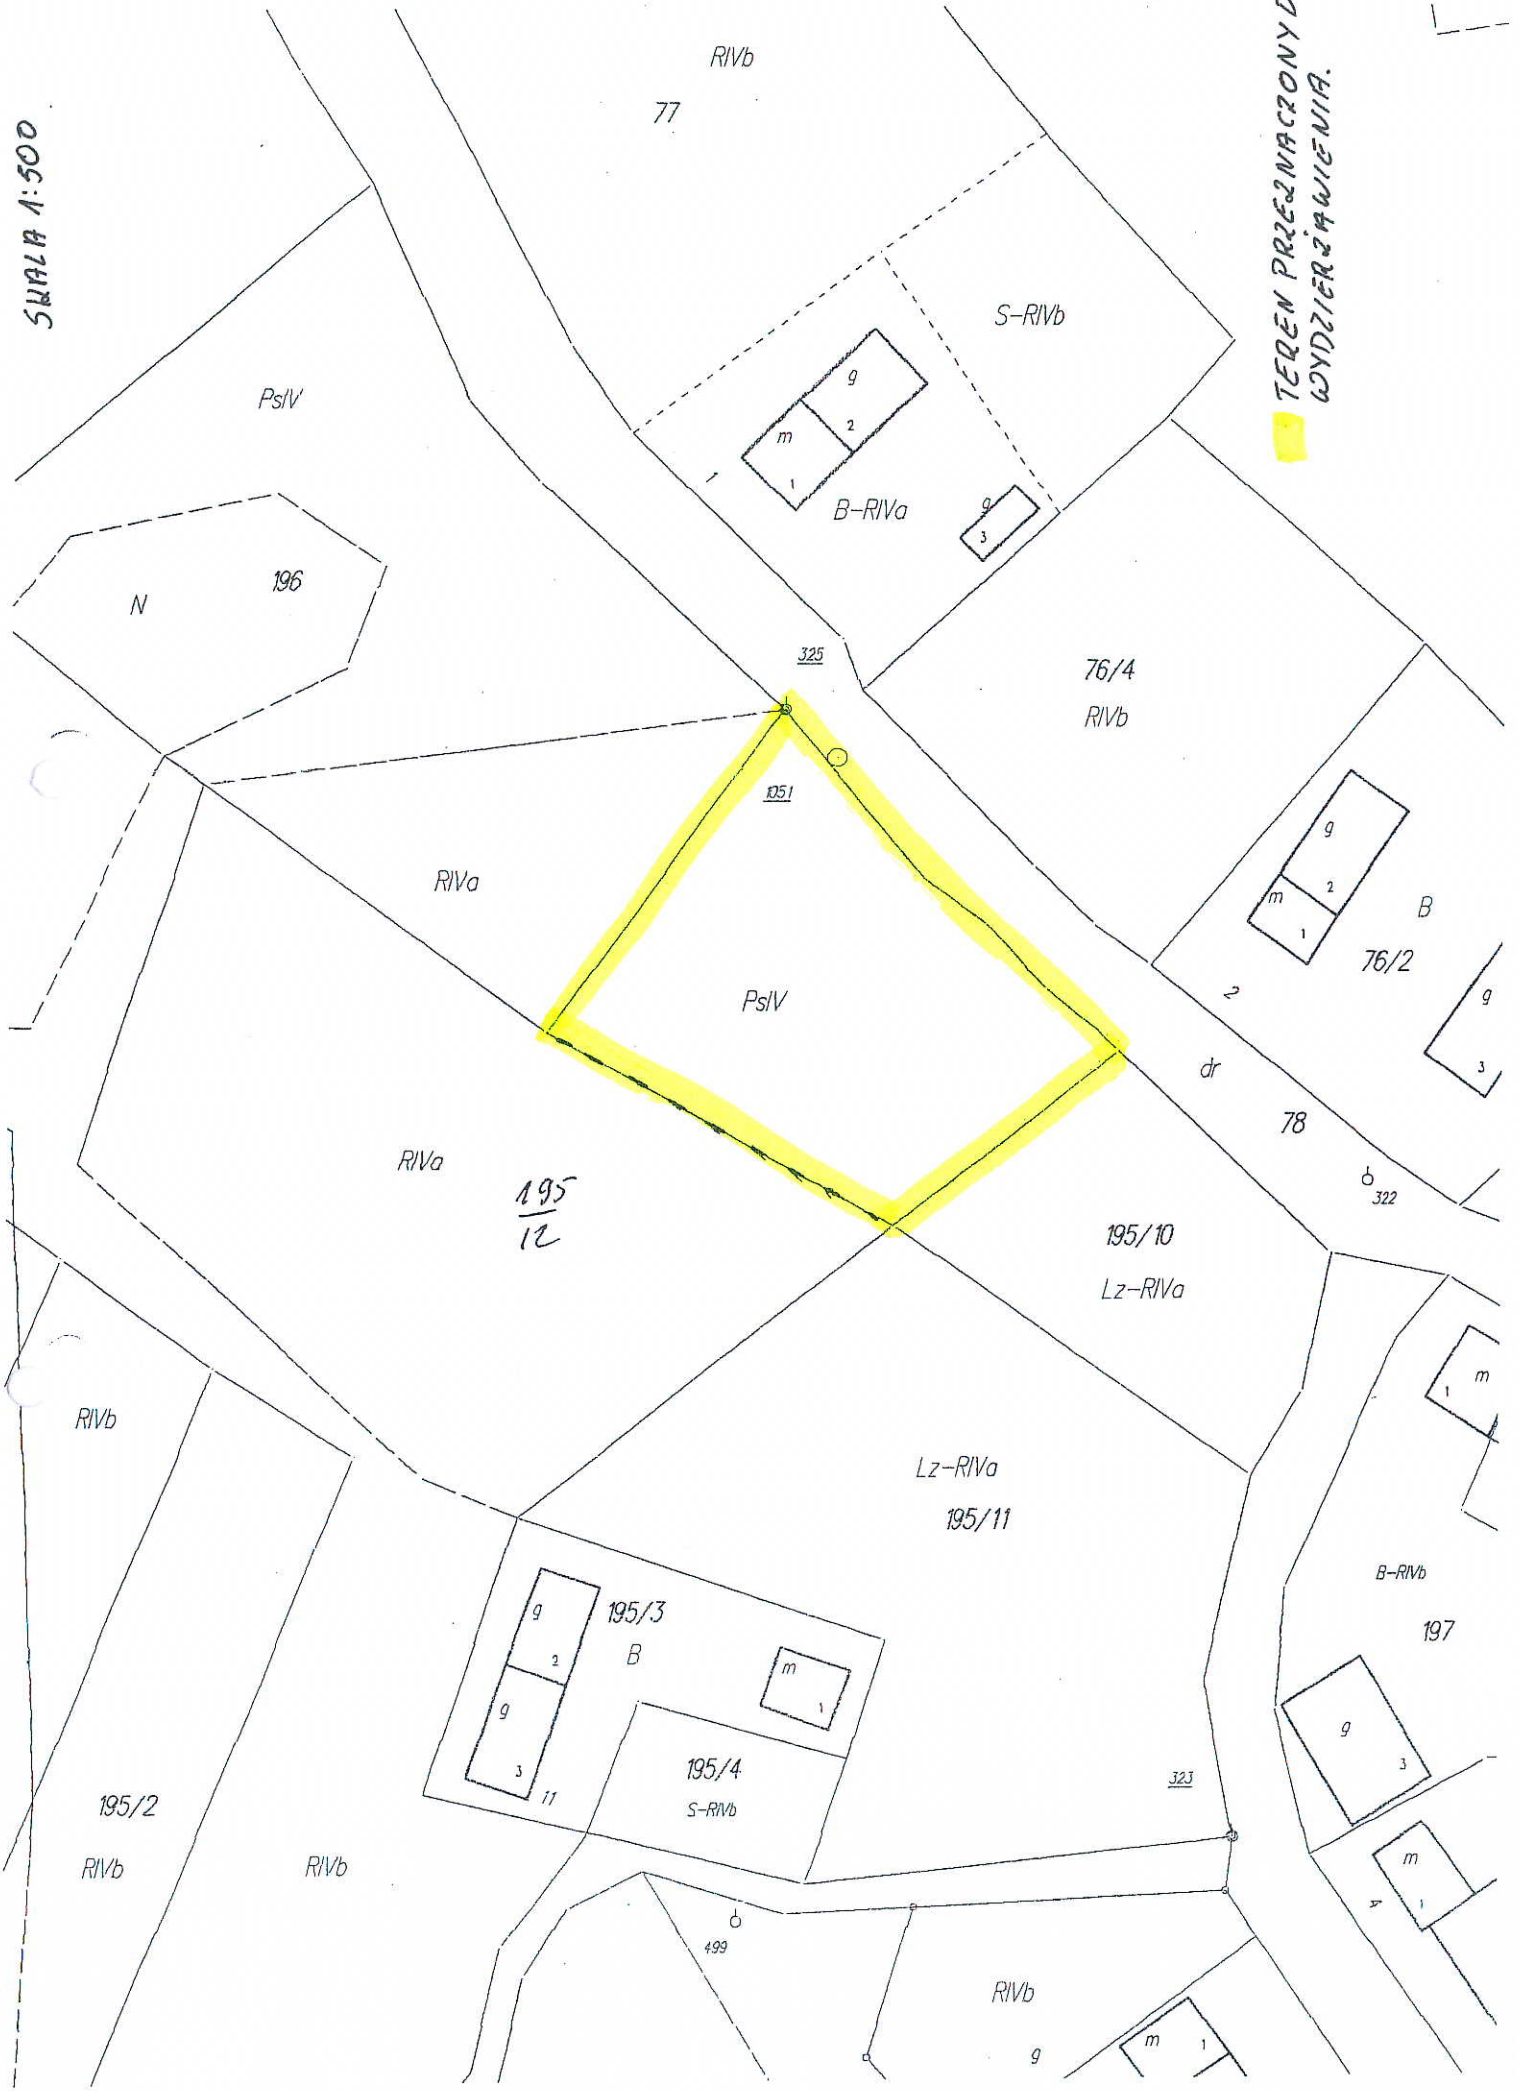 SKALA 1:500
TEREN PRZEZNACZONY D
WYDZIERŻAWIENIA.
RIVb
77
S-RIVb
PsIV
g
m
2
1
1
B-RIVa
g
3
N
196
325
76/4
RIVb
1051
RIVa
g
m
2
1
B
76/2
g
3
PsIV
2
dr
78
322
RIVa
195
12
195/10
Lz-RIVa
m
1
RIVb
Lz-RIVa
195/11
B-RIVb
197
g
2
195/3
B
m
1
g
3
11
195/4
S-RIVb
323
g
3
195/2
RIVb
RIVb
m
1
4
499
RIVb
g
m
1